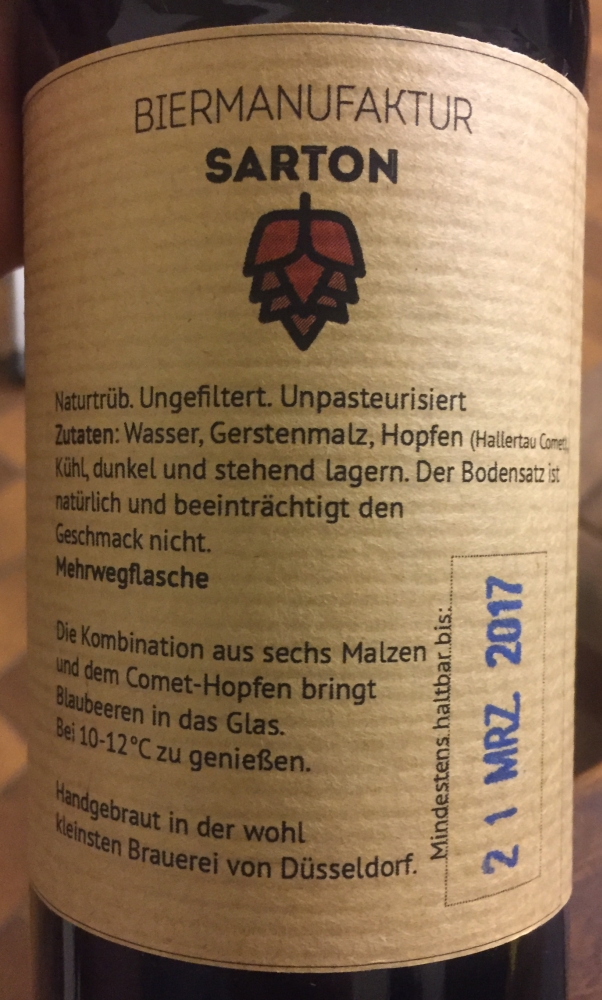 BIERMANUFAKTUR
SARTON
Naturtrüb. Ungefiltert. Unpasteurisiert
Zutaten: Wasser, Gerstenmalz, Hopfen (Hallertau Comet),
Kühl, dunkel und stehend lagern. Der Bodensatz ist
natürlich und beeinträchtigt den
Geschmack nicht.
Mehrwegflasche
Die Kombination aus sechs Malzen
und dem Comet-Hopfen bringt
Blaubeeren in das Glas.
Bei 10-12°C zu genießen.
Handgebraut in der wohl
kleinsten Brauerei von Düsseldorf.
Mindestens haltbar bis:
21 MRZ. 2017